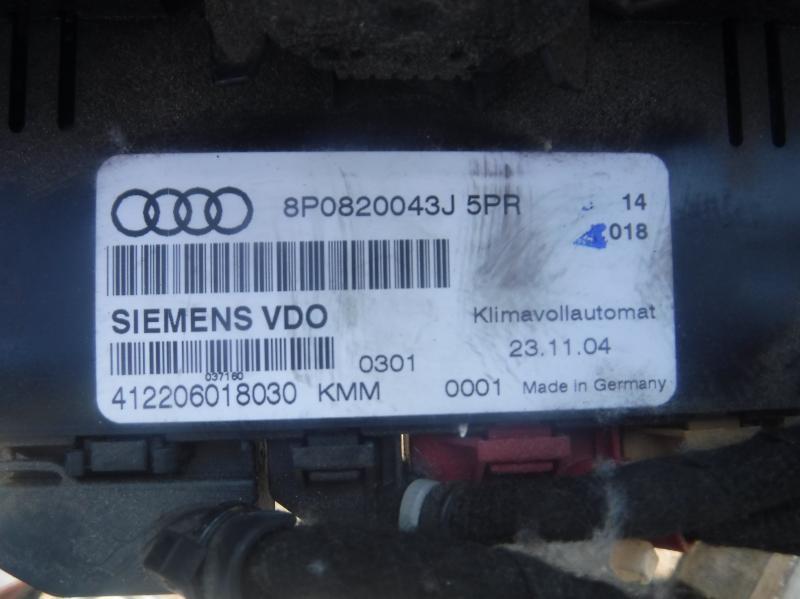 8P0820043J 5PR 14
018
SIEMENS VDO Klimavollautomat
0301 23.11.04
037160
412206018030 KMM 0001 Made in Germany